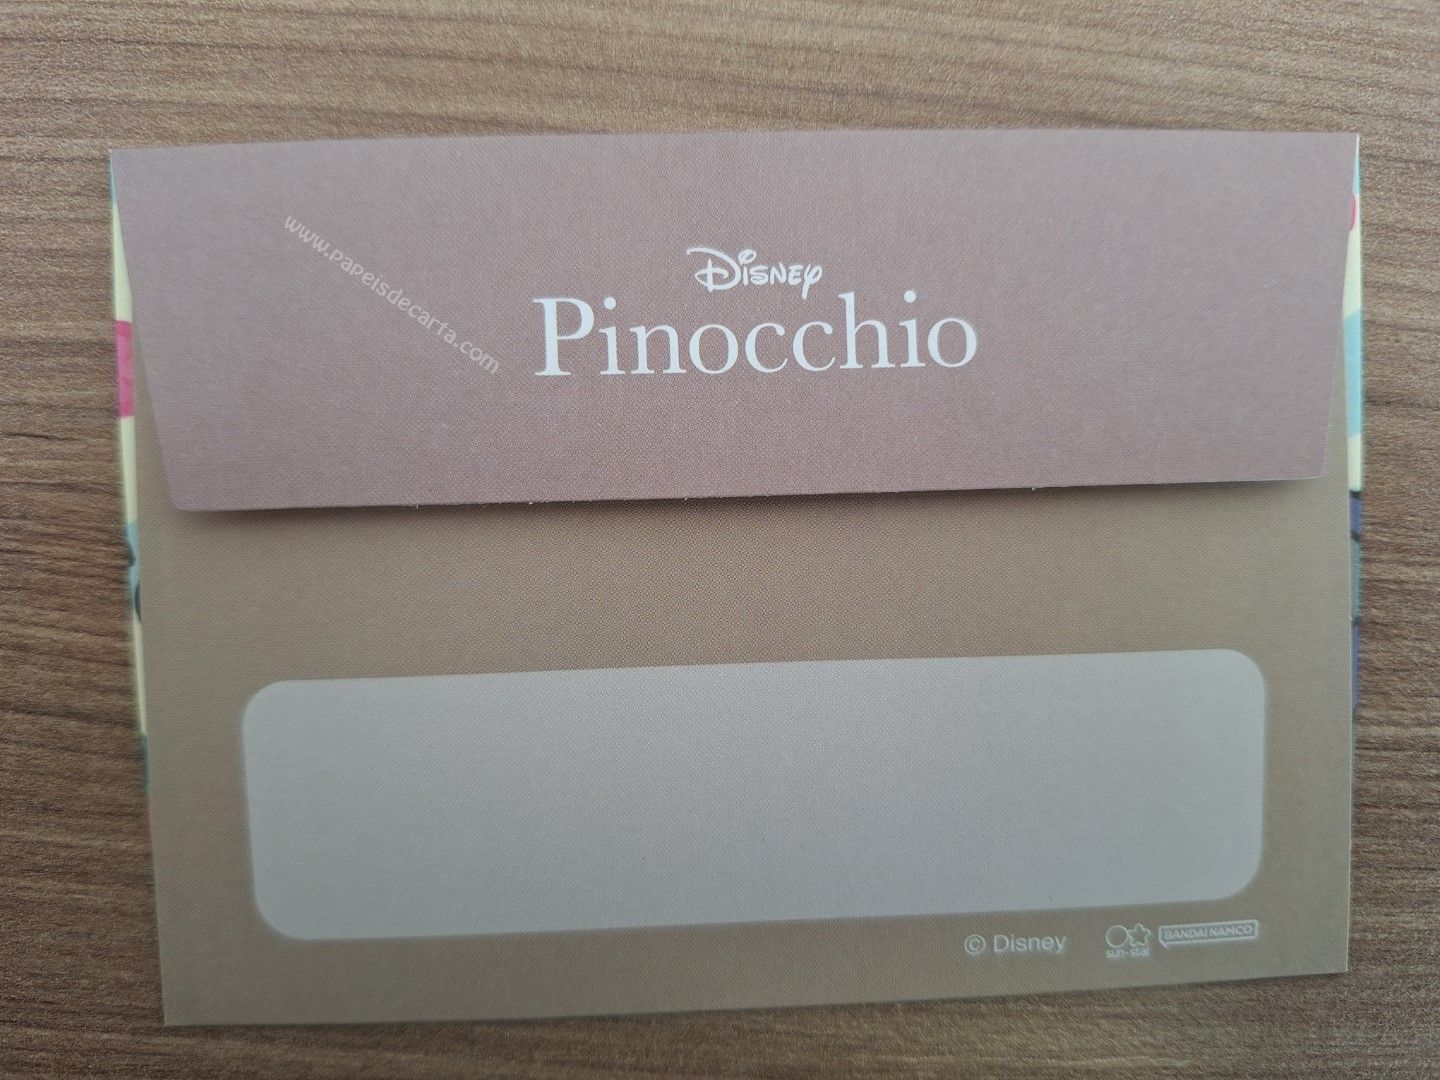 www.papeisdecarta.com
Disney
Pinocchio
© Disney
sun-star
BANDAI NAMCO